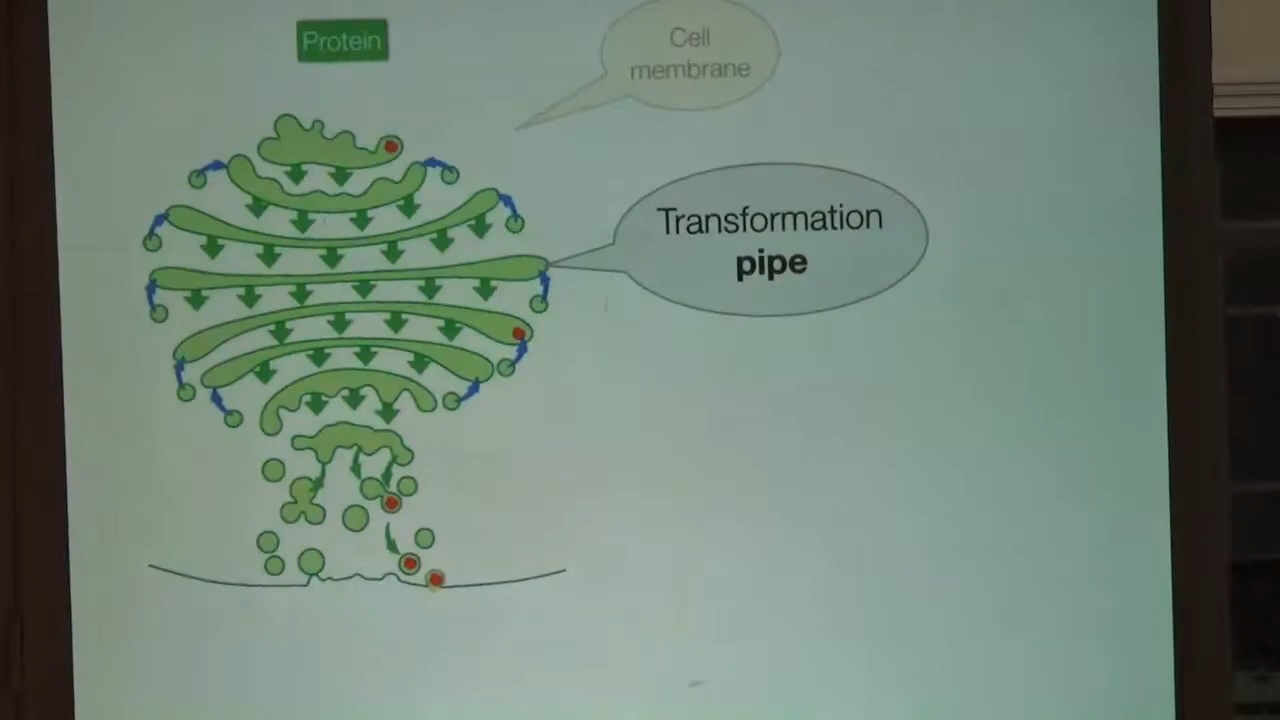 Protein
Cell
membrane
Transformation
pipe